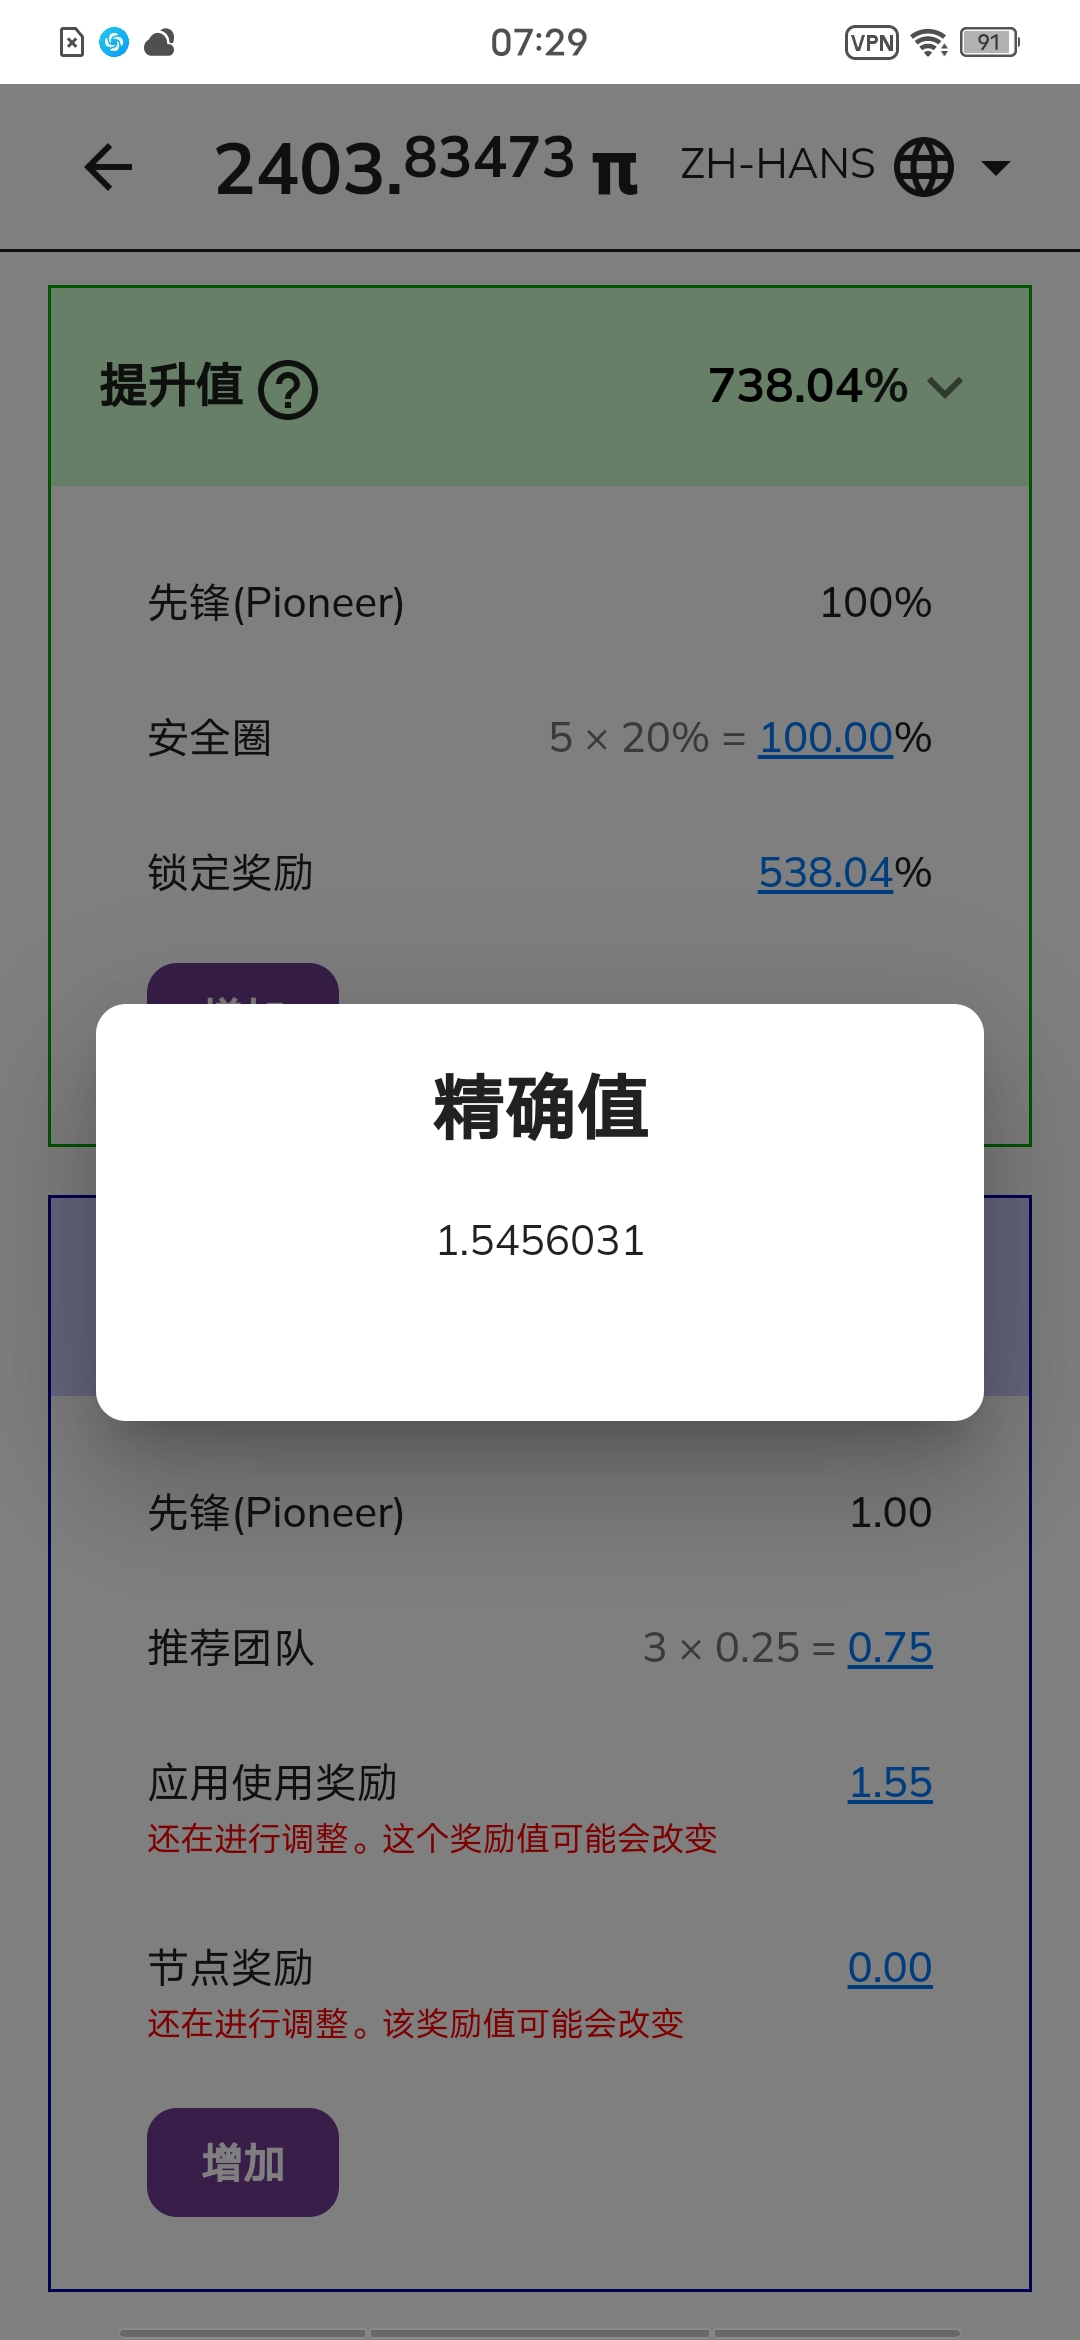 07:29 VPN 91
2403.83473 π ZH-HANS
提升值 ? 738.04%
先锋(Pioneer) 100%
安全圈 5 × 20% = 100.00%
锁定奖励 538.04%
精确值
1.5456031
先锋(Pioneer) 1.00
推荐团队 3 × 0.25 = 0.75
应用使用奖励 1.55
还在进行调整。这个奖励值可能会改变
节点奖励 0.00
还在进行调整。该奖励值可能会改变
增加